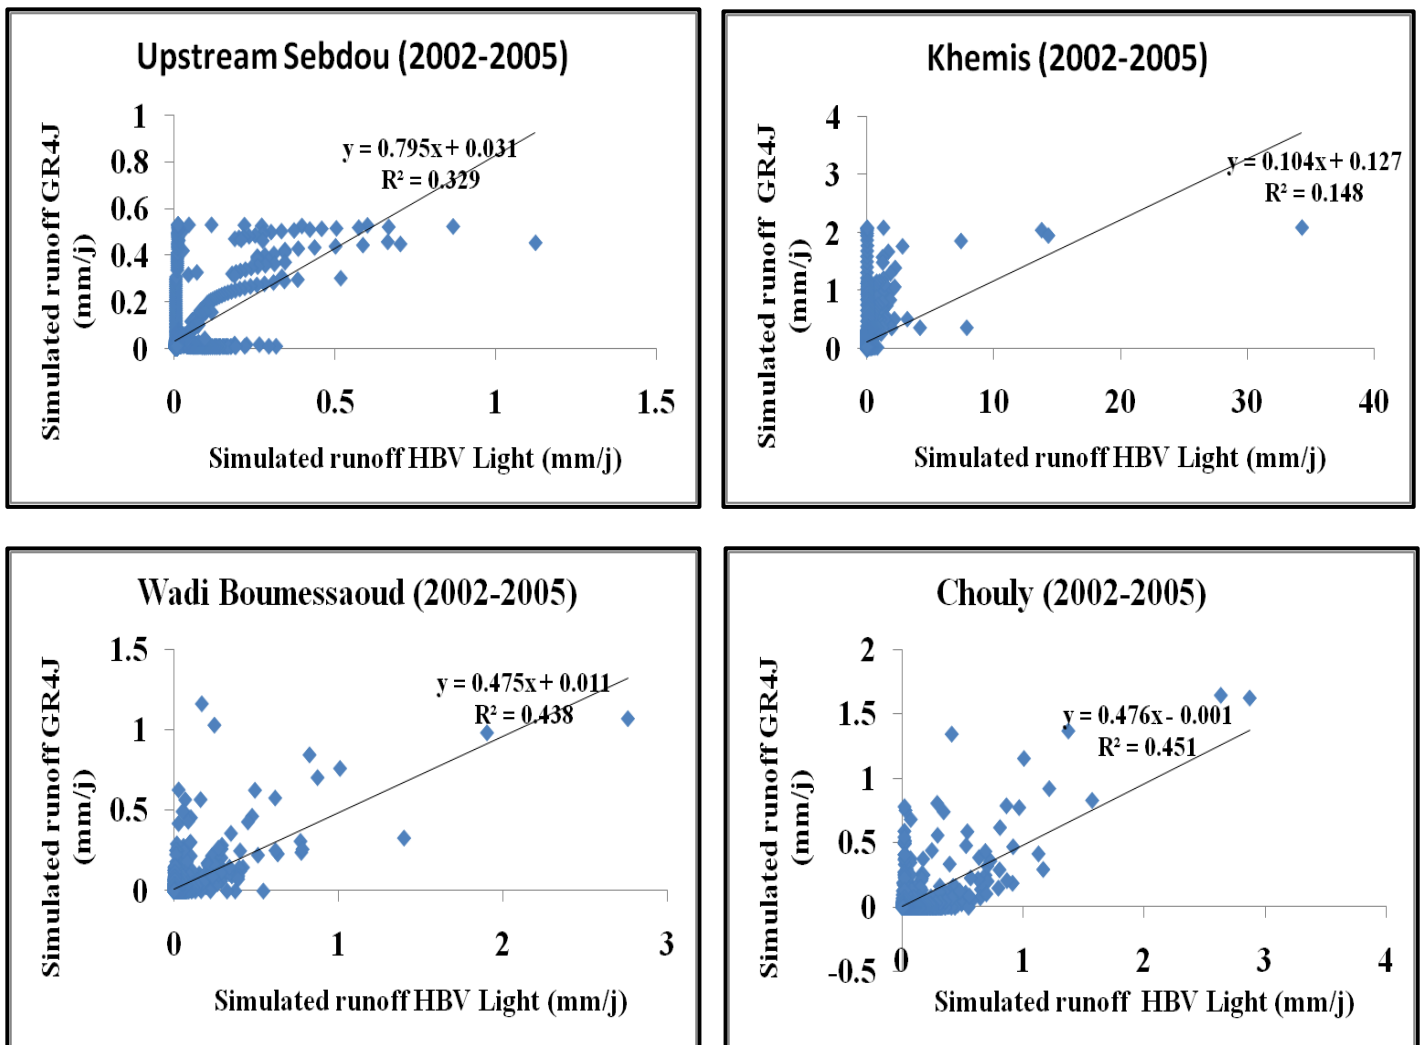 Upstream Sebdou (2002-2005)
Simulated runoff GR4J
(mm/j)
1
0.8
0.6
0.4
0.2
0
y = 0.795x + 0.031
R² = 0.329
0 0.5 1 1.5
Simulated runoff HBV Light (mm/j)
Khemis (2002-2005)
Simulated runoff GR4J
(mm/j)
4
3
2
1
0
y = 0.104x + 0.127
R² = 0.148
0 10 20 30 40
Simulated runoff HBV Light (mm/j)
Wadi Boumessaoud (2002-2005)
Simulated runoff GR4J
(mm/j)
1.5
1
0.5
0
y = 0.475x + 0.011
R² = 0.438
0 1 2 3
Simulated runoff HBV Light (mm/j)
Chouly (2002-2005)
Simulated runoff GR4J
(mm/j)
2
1.5
1
0.5
0
-0.5
y = 0.476x - 0.001
R² = 0.451
0 1 2 3 4
Simulated runoff HBV Light (mm/j)